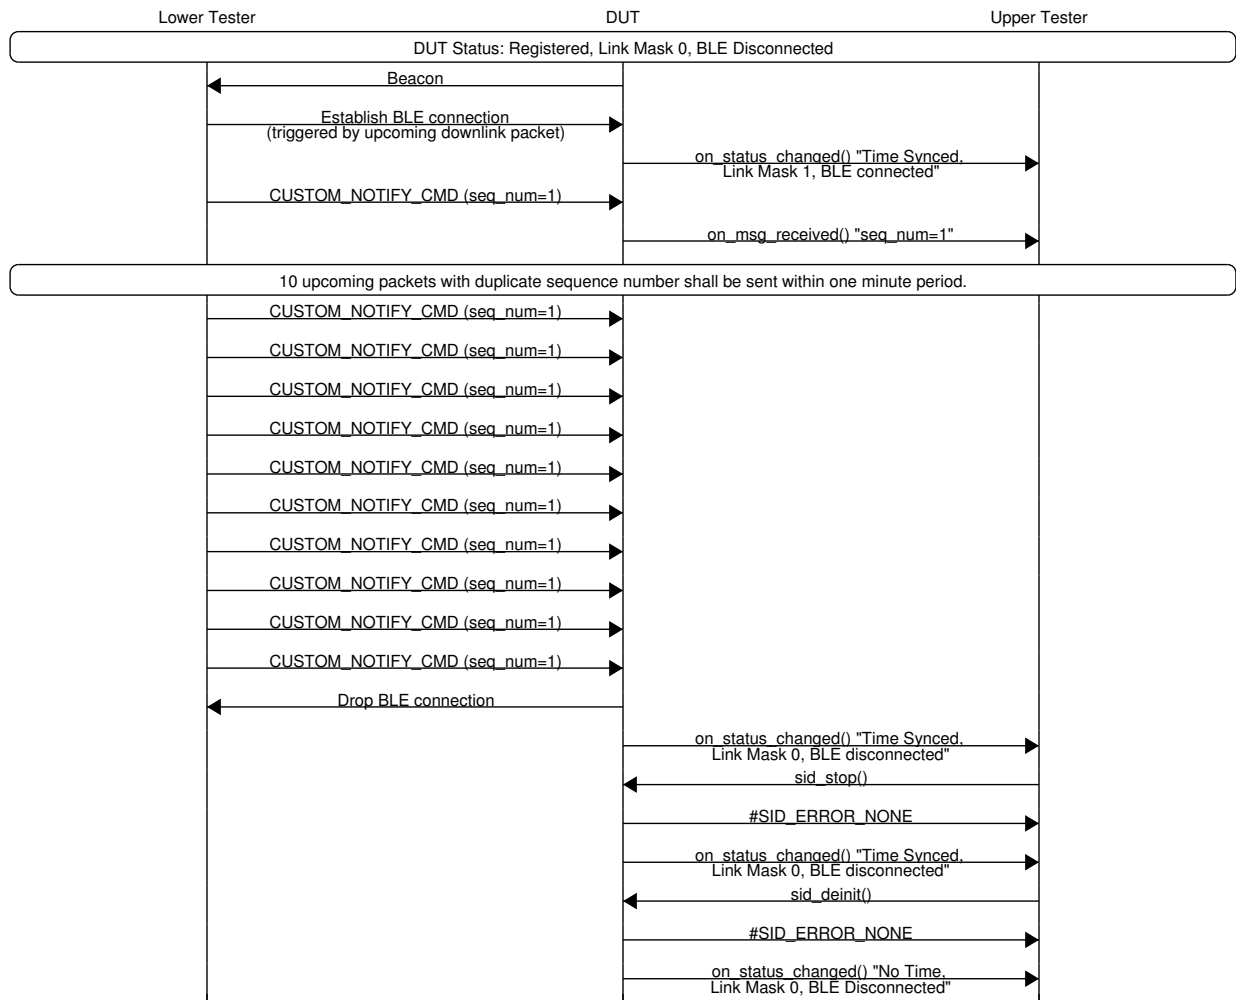 Lower Tester DUT Upper Tester
DUT Status: Registered, Link Mask 0, BLE Disconnected
Beacon
Establish BLE connection
(triggered by upcoming downlink packet)
on_status_changed() "Time Synced,
Link Mask 1, BLE connected"
CUSTOM_NOTIFY_CMD (seq_num=1)
on_msg_received() "seq_num=1"
10 upcoming packets with duplicate sequence number shall be sent within one minute period.
CUSTOM_NOTIFY_CMD (seq_num=1)
CUSTOM_NOTIFY_CMD (seq_num=1)
CUSTOM_NOTIFY_CMD (seq_num=1)
CUSTOM_NOTIFY_CMD (seq_num=1)
CUSTOM_NOTIFY_CMD (seq_num=1)
CUSTOM_NOTIFY_CMD (seq_num=1)
CUSTOM_NOTIFY_CMD (seq_num=1)
CUSTOM_NOTIFY_CMD (seq_num=1)
CUSTOM_NOTIFY_CMD (seq_num=1)
CUSTOM_NOTIFY_CMD (seq_num=1)
Drop BLE connection
on_status_changed() "Time Synced,
Link Mask 0, BLE disconnected"
sid_stop()
#SID_ERROR_NONE
on_status_changed() "Time Synced,
Link Mask 0, BLE disconnected"
sid_deinit()
#SID_ERROR_NONE
on_status_changed() "No Time,
Link Mask 0, BLE Disconnected"